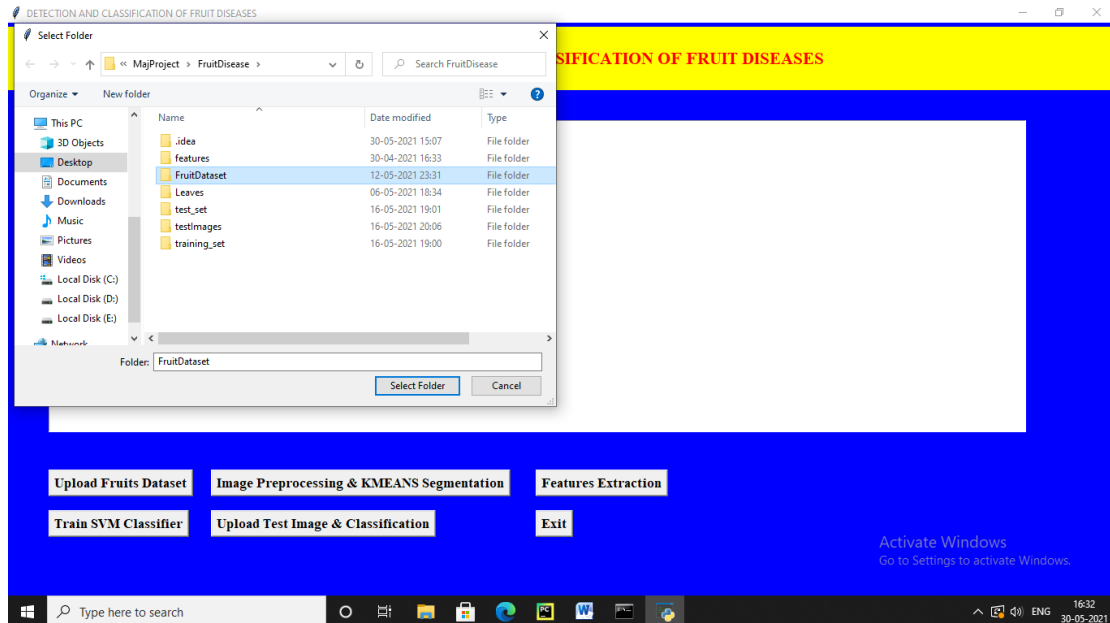 DETECTION AND CLASSIFICATION OF FRUIT DISEASES
Select Folder
SIFICATION OF FRUIT DISEASES
« MajProject › FruitDisease ›
Search FruitDisease
Organize
New folder
Name
Date modified
Type
This PC
3D Objects
Desktop
Documents
Downloads
Music
Pictures
Videos
Local Disk (C:)
Local Disk (D:)
Local Disk (E:)
Network
.idea 30-05-2021 15:07 File folder
features 30-04-2021 16:33 File folder
FruitDataset 12-05-2021 23:31 File folder
Leaves 06-05-2021 18:34 File folder
test_set 16-05-2021 19:01 File folder
testImages 16-05-2021 20:06 File folder
training_set 16-05-2021 19:00 File folder
Folder: FruitDataset
Select Folder
Cancel
Upload Fruits Dataset
Image Preprocessing & KMEANS Segmentation
Features Extraction
Train SVM Classifier
Upload Test Image & Classification
Exit
Activate Windows
Go to Settings to activate Windows.
Type here to search
ENG
16:32
30-05-2021